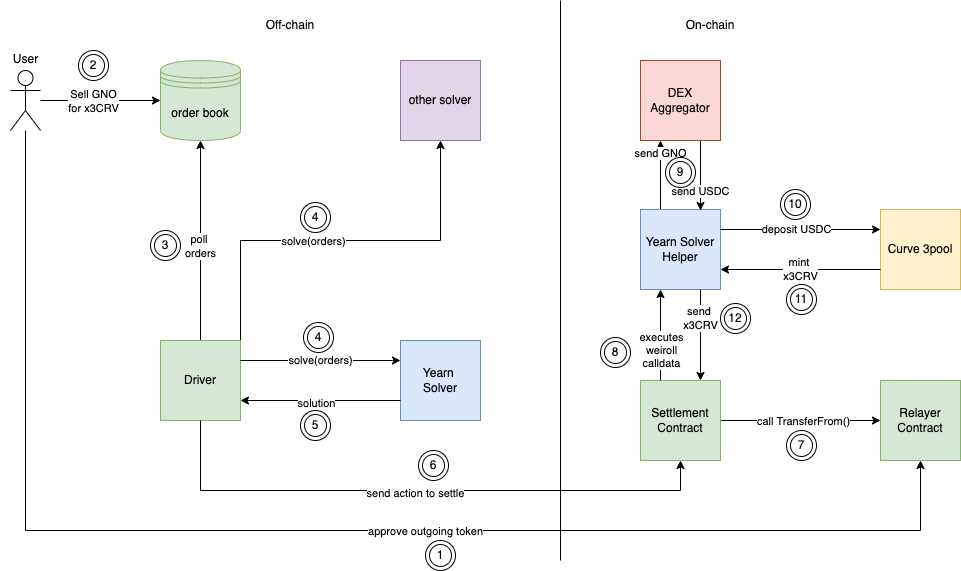 Off-chain
On-chain
User
2
Sell GNO
for x3CRV
order book
other solver
DEX
Aggregator
send GNO
9
send USDC
4
solve(orders)
3
poll
orders
10
deposit USDC
Yearn Solver
Helper
Curve 3pool
mint
x3CRV
11
send
x3CRV
12
executes
weiroll
calldata
8
4
solve(orders)
Driver
Yearn
Solver
solution
5
Settlement
Contract
call TransferFrom()
7
Relayer
Contract
6
send action to settle
approve outgoing token
1